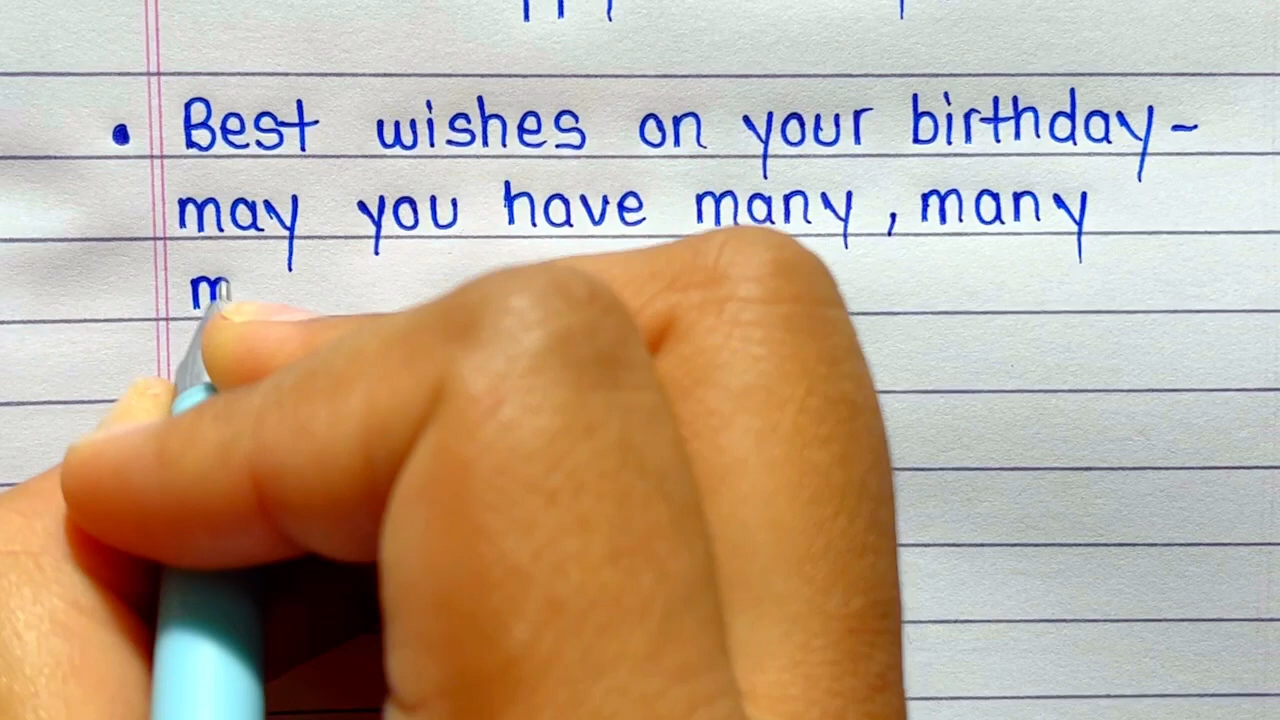 • Best wishes on your birthday -
may you have many, many
m